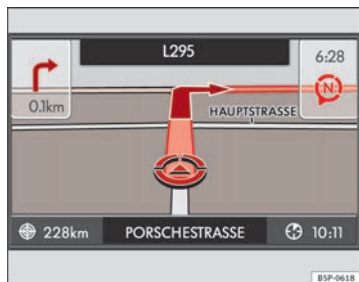 L295
6:28
0.1km
N
HAUPTSTRASSE
228km
PORSCHESTRASSE
10:11
B5P-0618